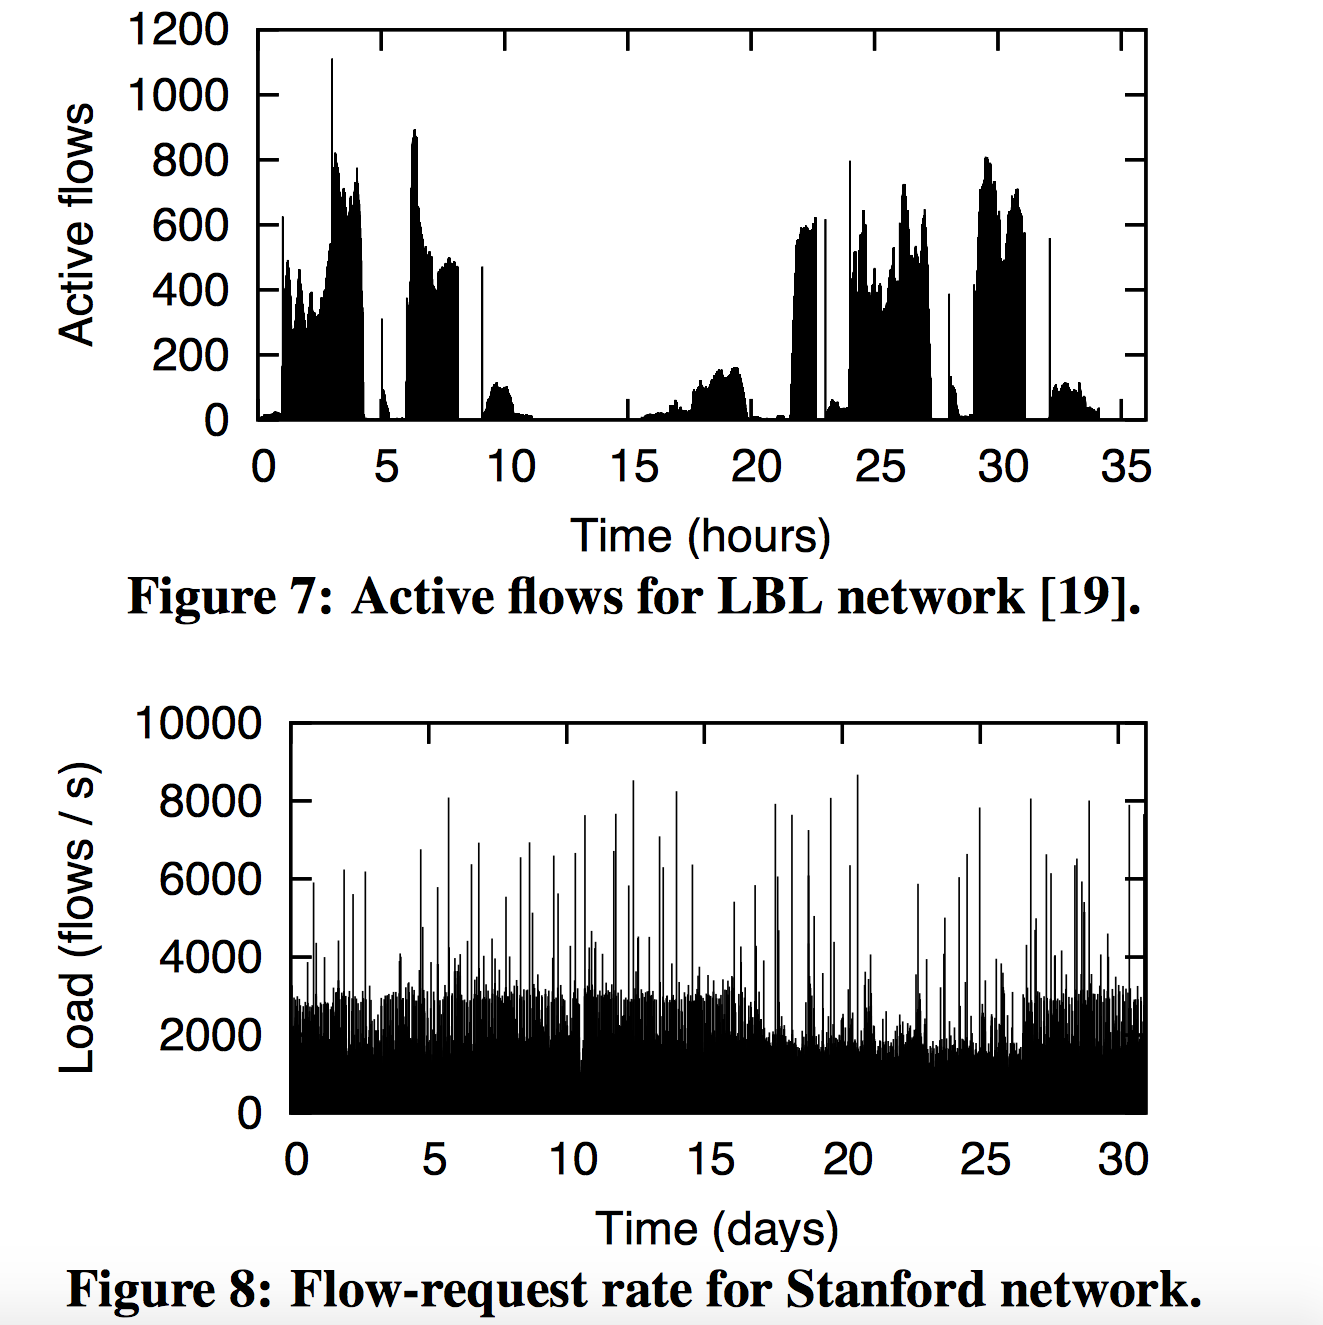 1200
1000
800
600
400
200
0
Active flows
0 5 10 15 20 25 30 35
Time (hours)
Figure 7: Active flows for LBL network [19].
10000
8000
6000
4000
2000
0
Load (flows / s)
0 5 10 15 20 25 30
Time (days)
Figure 8: Flow-request rate for Stanford network.